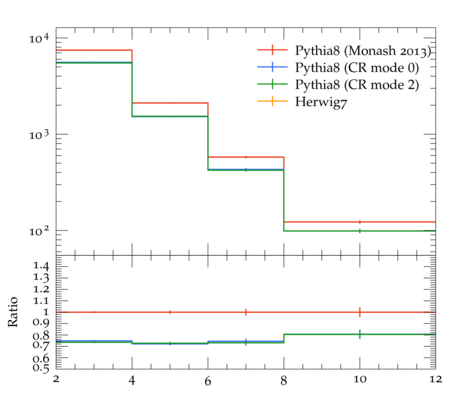 10^4
Pythia8 (Monash 2013)
Pythia8 (CR mode 0)
Pythia8 (CR mode 2)
Herwig7
10^3
10^2
1.4
1.3
1.2
1.1
1
0.9
0.8
0.7
0.6
0.5
Ratio
2 4 6 8 10 12